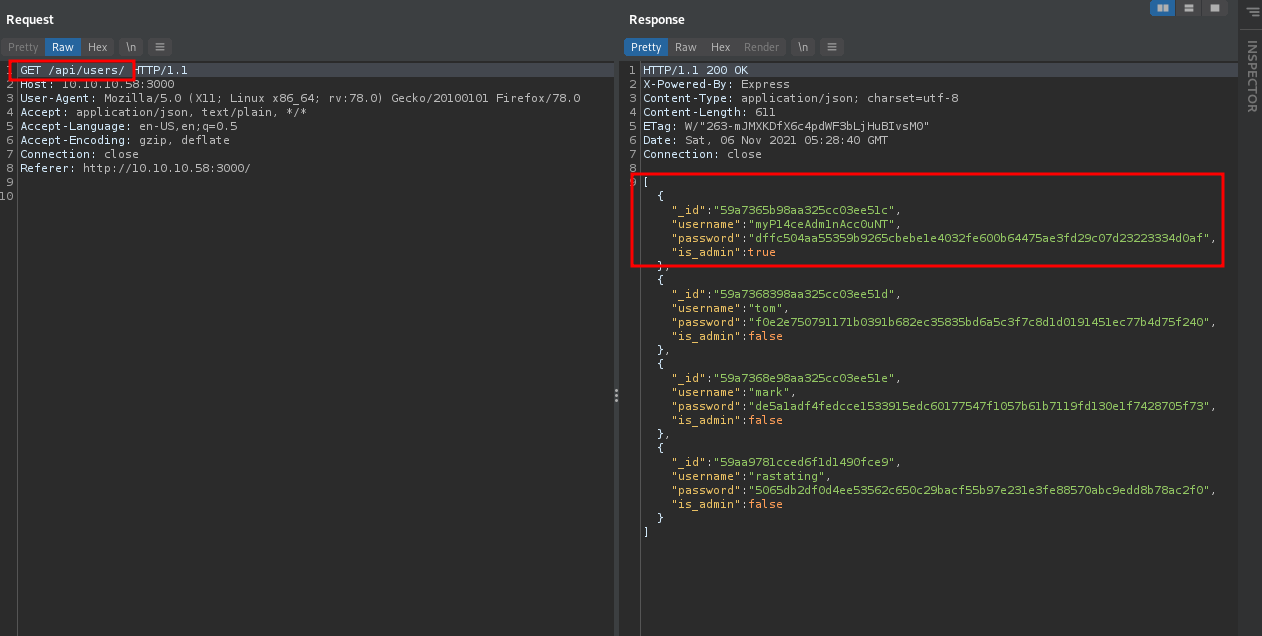 Request
Pretty Raw Hex \n
1 GET /api/users/ HTTP/1.1
2 Host: 10.10.10.58:3000
3 User-Agent: Mozilla/5.0 (X11; Linux x86_64; rv:78.0) Gecko/20100101 Firefox/78.0
4 Accept: application/json, text/plain, */*
5 Accept-Language: en-US,en;q=0.5
6 Accept-Encoding: gzip, deflate
7 Connection: close
8 Referer: http://10.10.10.58:3000/
9
10
Response
Pretty Raw Hex Render \n
1 HTTP/1.1 200 OK
2 X-Powered-By: Express
3 Content-Type: application/json; charset=utf-8
4 Content-Length: 611
5 ETag: W/"263-mJMXKDfX6c4pdWF3bLjHuBIvsM0"
6 Date: Sat, 06 Nov 2021 05:28:40 GMT
7 Connection: close
8
9 [
{
"_id":"59a7365b98aa325cc03ee51c",
"username":"myP14ceAdm1nAcc0uNT",
"password":"dffc504aa55359b9265cbebe1e4032fe600b64475ae3fd29c07d23223334d0af",
"is_admin":true
},
{
"_id":"59a7368398aa325cc03ee51d",
"username":"tom",
"password":"f0e2e750791171b0391b682ec35835bd6a5c3f7c8d1d0191451ec77b4d75f240",
"is_admin":false
},
{
"_id":"59a7368e98aa325cc03ee51e",
"username":"mark",
"password":"de5a1adf4fedcce1533915edc60177547f1057b61b7119fd130e1f7428705f73",
"is_admin":false
},
{
"_id":"59aa9781cced6f1d1490fce9",
"username":"rastating",
"password":"5065db2df0d4ee53562c650c29bacf55b97e231e3fe88570abc9edd8b78ac2f0",
"is_admin":false
}
]
INSPECTOR